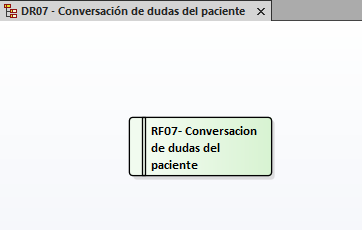 DR07 - Conversación de dudas del paciente
RF07- Conversacion
de dudas del
paciente